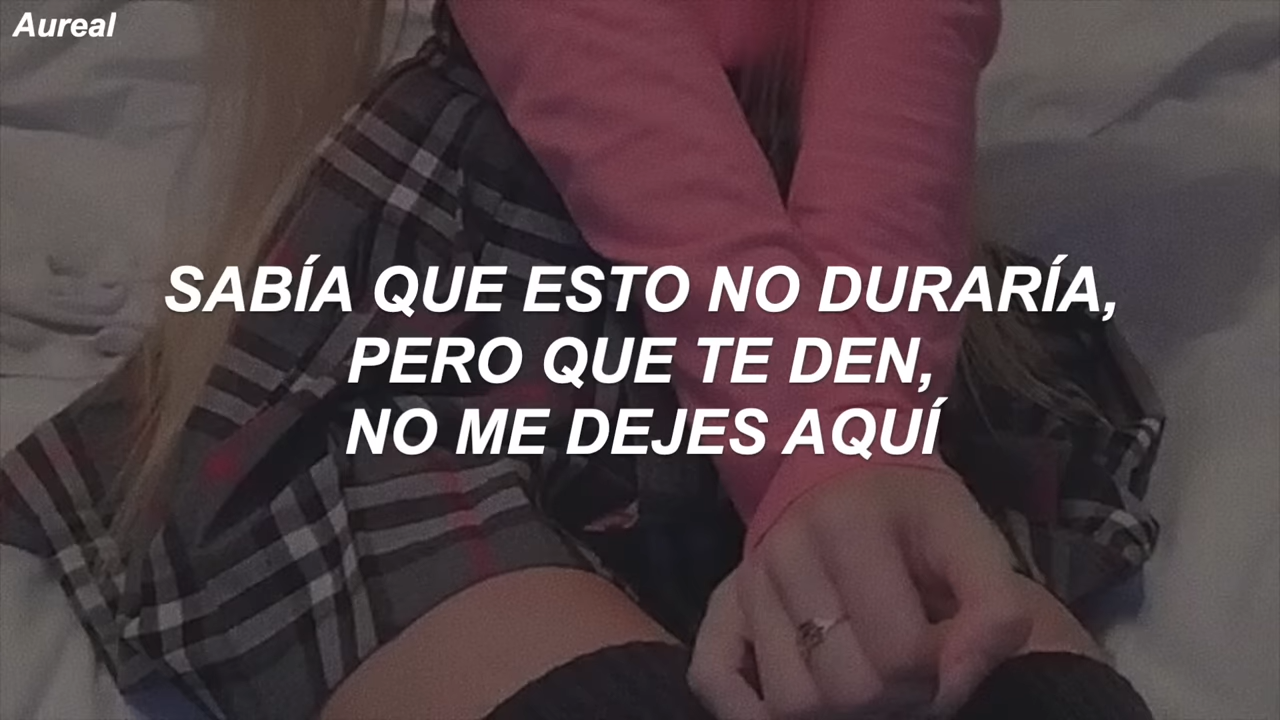 Aureal
SABÍA QUE ESTO NO DURARÍA,
PERO QUE TE DEN,
NO ME DEJES AQUÍ